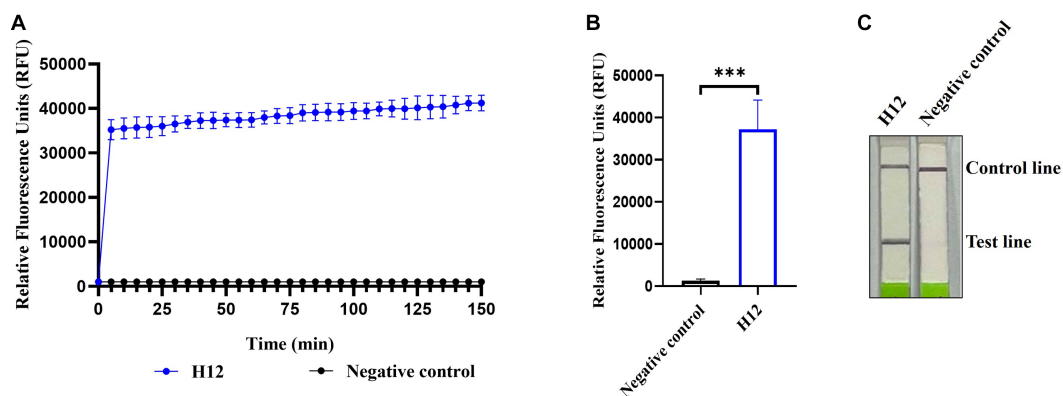 A
Relative Fluorescence Units (RFU)
50000
40000
30000
20000
10000
0
0 25 50 75 100 125 150
Time (min)
H12 Negative control
B
Relative Fluorescence Units (RFU)
50000
40000
30000
20000
10000
0
***
Negative control
H12
C
H12
Negative control
Control line
Test line